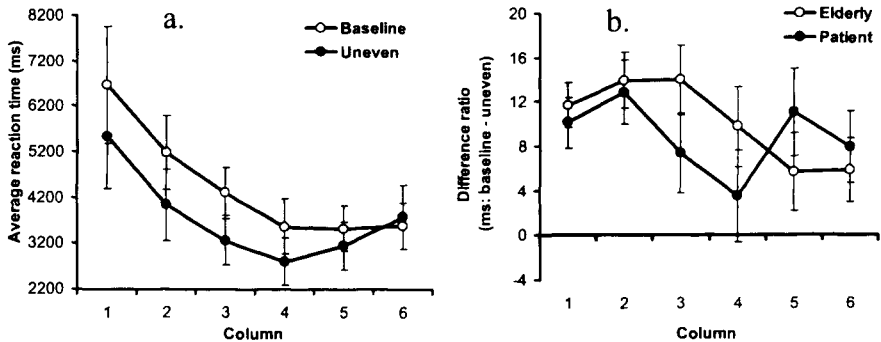 a.
Baseline
Uneven
Average reaction time (ms)
8200
7200
6200
5200
4200
3200
2200
1 2 3 4 5 6
Column
b.
Elderly
Patient
Difference ratio
(ms: baseline - uneven)
20
16
12
8
4
0
-4
1 2 3 4 5 6
Column